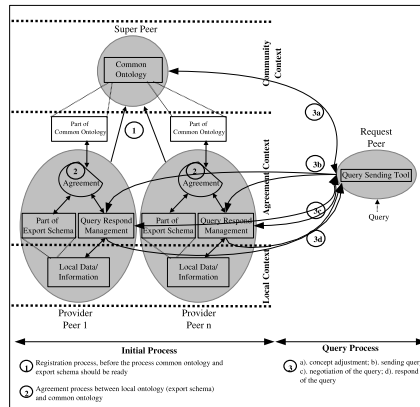 Super Peer
Common
Ontology
Community
Context
Part of
Common Ontology
1
Part of
Common Ontology
3a
Request
Peer
3b
2
Agreement
2
Agreement
Agreement Context
Query Sending Tool
Part of
Export Schema
Query Respond
Management
Part of
Export Schema
Query Respond
Management
3c
Query
3d
Local Data/
Information
Local Data/
Information
Local Context
Provider
Peer 1
Provider
Peer n
Initial Process
Query Process
1 Registration process, before the process common ontology and
export schema should be ready
2 Agreement process between local ontology (export schema)
and common ontology
3 a). concept adjustment; b). sending query
c). negotiation of the query; d). respond
of the query